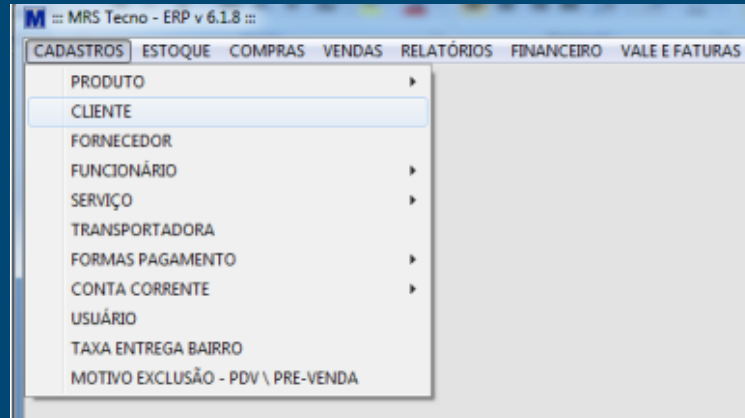 M ::: MRS Tecno - ERP v 6.1.8 :::
CADASTROS ESTOQUE COMPRAS VENDAS RELATÓRIOS FINANCEIRO VALE E FATURAS
PRODUTO
CLIENTE
FORNECEDOR
FUNCIONÁRIO
SERVIÇO
TRANSPORTADORA
FORMAS PAGAMENTO
CONTA CORRENTE
USUÁRIO
TAXA ENTREGA BAIRRO
MOTIVO EXCLUSÃO - PDV \ PRE-VENDA